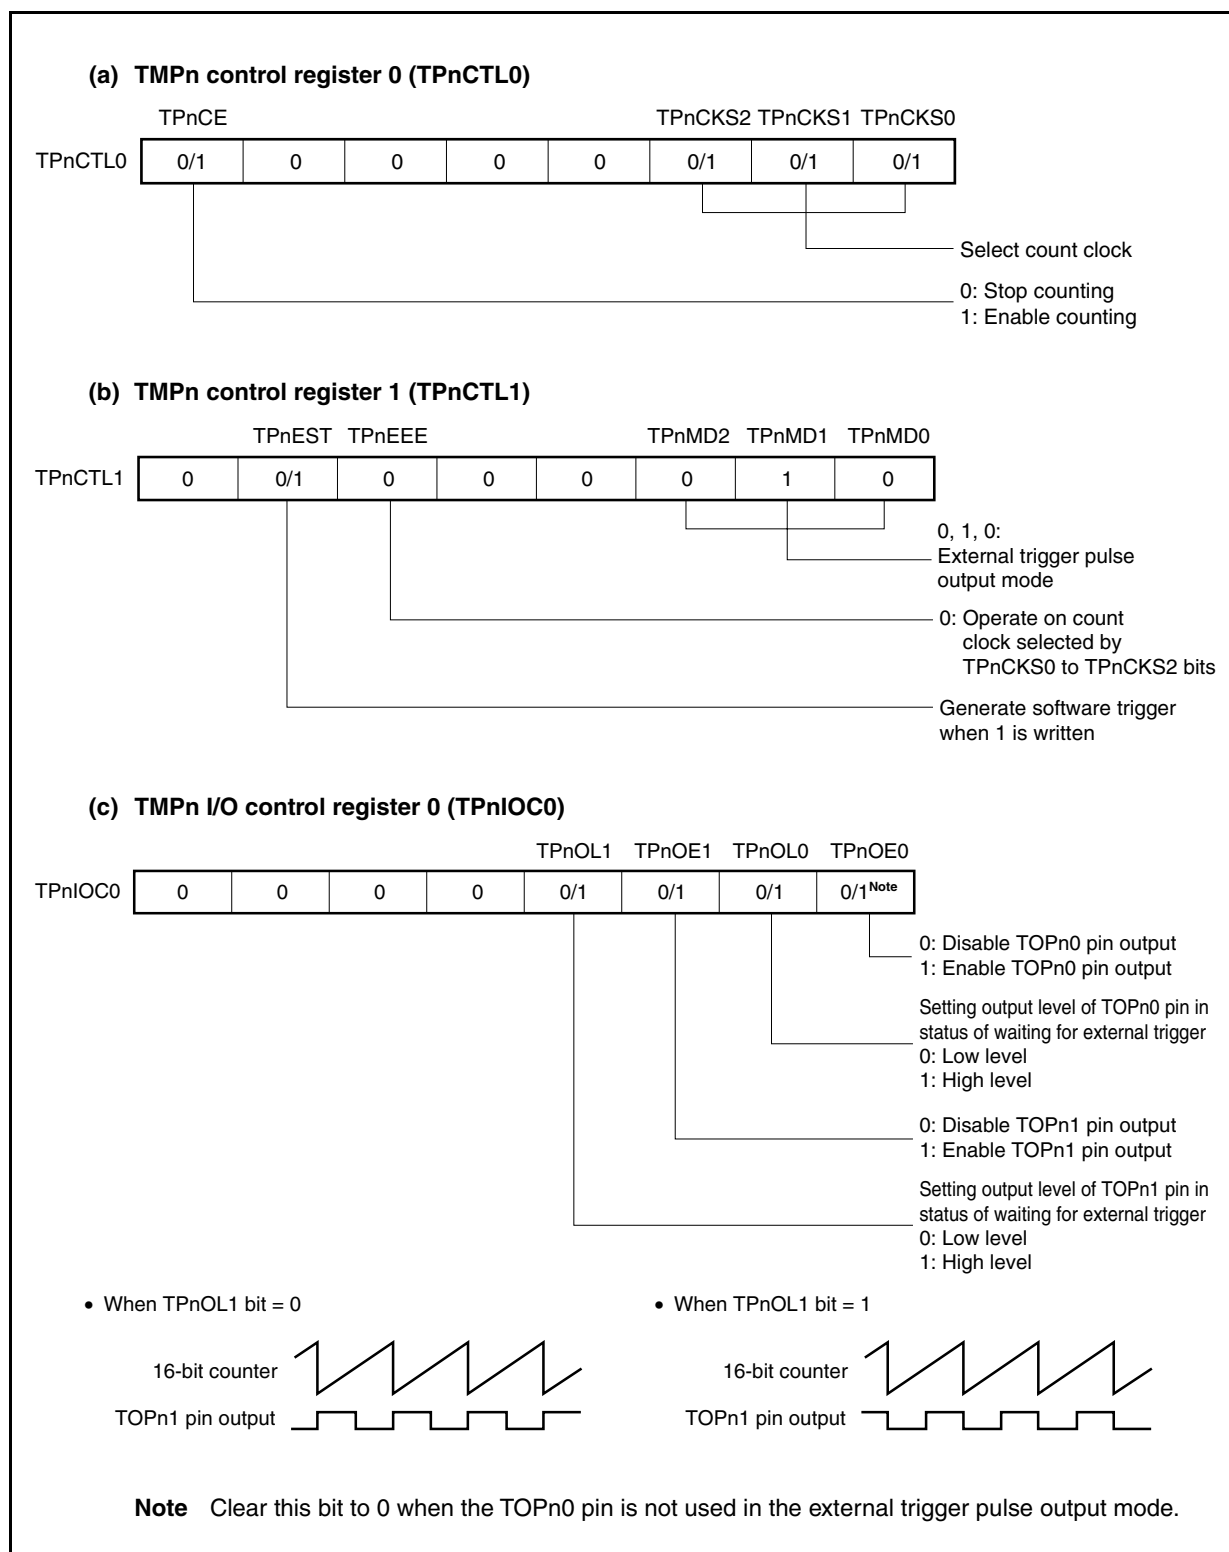 (a) TMPn control register 0 (TPnCTL0)
TPnCE TPnCKS2 TPnCKS1 TPnCKS0
TPnCTL0 0/1 0 0 0 0 0/1 0/1 0/1
Select count clock
0: Stop counting
1: Enable counting
(b) TMPn control register 1 (TPnCTL1)
TPnEST TPnEEE TPnMD2 TPnMD1 TPnMD0
TPnCTL1 0 0/1 0 0 0 0 1 0
0, 1, 0:
External trigger pulse
output mode
0: Operate on count
clock selected by
TPnCKS0 to TPnCKS2 bits
Generate software trigger
when 1 is written
(c) TMPn I/O control register 0 (TPnIOC0)
TPnOL1 TPnOE1 TPnOL0 TPnOE0
TPnIOC0 0 0 0 0 0/1 0/1 0/1 0/1Note
0: Disable TOPn0 pin output
1: Enable TOPn0 pin output
Setting output level of TOPn0 pin in
status of waiting for external trigger
0: Low level
1: High level
0: Disable TOPn1 pin output
1: Enable TOPn1 pin output
Setting output level of TOPn1 pin in
status of waiting for external trigger
0: Low level
1: High level
• When TPnOL1 bit = 0 • When TPnOL1 bit = 1
16-bit counter 16-bit counter
TOPn1 pin output TOPn1 pin output
Note Clear this bit to 0 when the TOPn0 pin is not used in the external trigger pulse output mode.